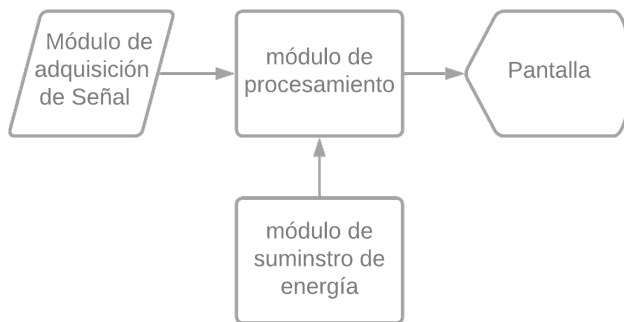 Módulo de
adquisición
de Señal
módulo de
procesamiento
Pantalla
módulo de
suminstro de
energía